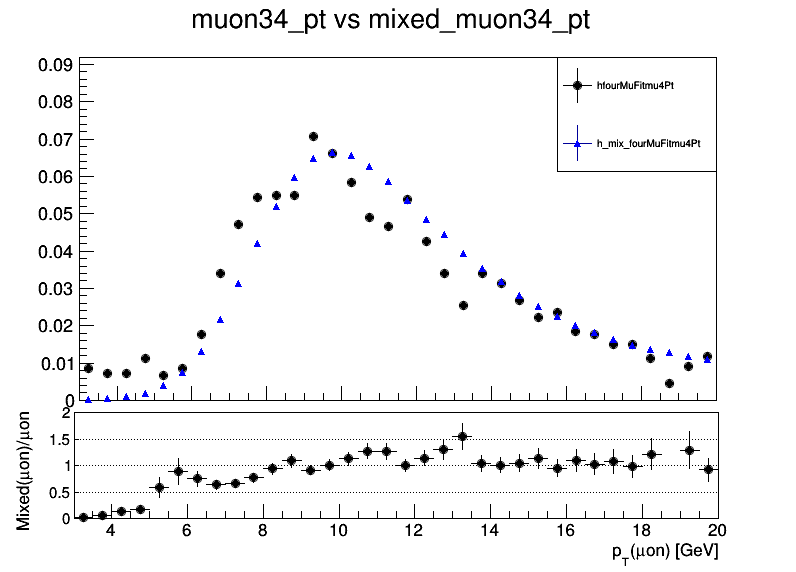 muon34_pt vs mixed_muon34_pt
0.09
0.08
0.07
0.06
0.05
0.04
0.03
0.02
0.01
0
hfourMuFitmu4Pt
h_mix_fourMuFitmu4Pt
Mixed(μon)/μon
2
1.5
1
0.5
0
4 6 8 10 12 14 16 18 20
p_T(μon) [GeV]